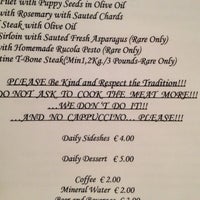 Filet with Puppy Seeds in Olive Oil
with Rosemary with Sauted Chards
Steak with Olive Oil
Sirloin with Sauted Fresh Asparagus (Rare Only)
with Homemade Rucola Pesto (Rare Only)
tine T-Bone Steak(Min1,2Kg./3 Pounds-Rare Only)
PLEASE Be Kind and Respect the Tradition!!!
DO NOT ASK TO COOK THE MEAT MORE!!!
....WE DON'T DO IT!!!
....AND NO CAPPUCCINO... PLEASE!!!
Daily Sideshes € 4.00
Daily Dessert € 5.00
Coffee € 2.00
Mineral Water € 2.00